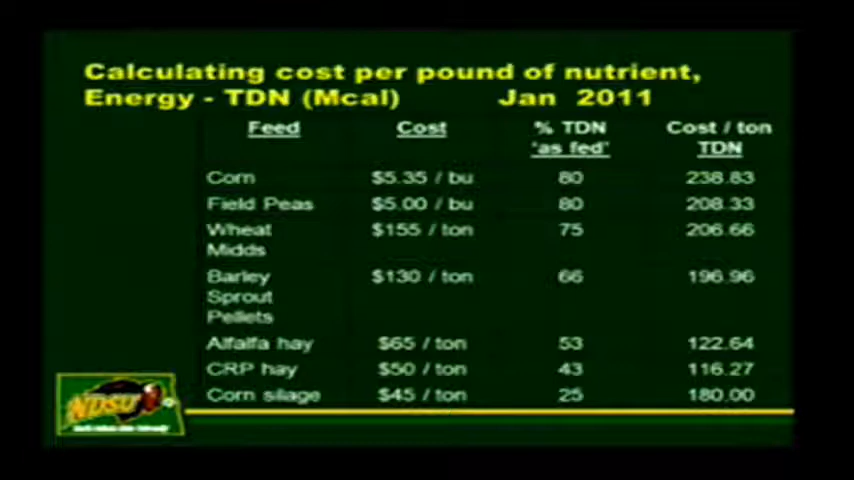 Calculating cost per pound of nutrient,
Energy - TDN (Mcal) Jan 2011
Feed Cost % TDN 'as fed' Cost / ton TDN
Corn $5.35 / bu 80 238.83
Field Peas $5.00 / bu 80 208.33
Wheat Midds $155 / ton 75 206.66
Barley Sprout Pellets $130 / ton 66 196.96
Alfalfa hay $65 / ton 53 122.64
CRP hay $50 / ton 43 116.27
Corn silage $45 / ton 25 180.00
NDSU